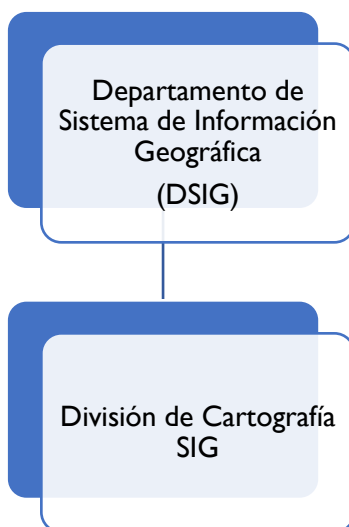 Departamento de
Sistema de Información
Geográfica
(DSIG)
División de Cartografía
SIG